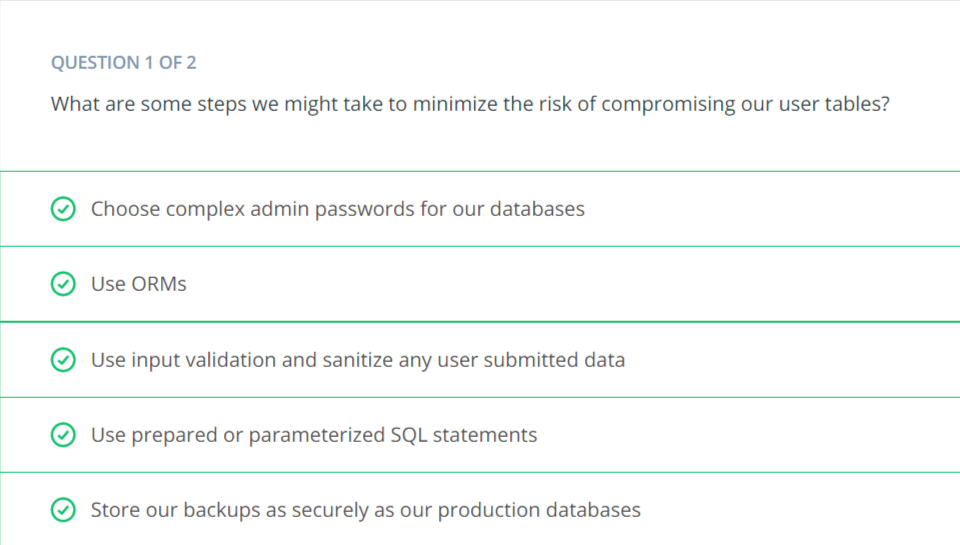 QUESTION 1 OF 2
What are some steps we might take to minimize the risk of compromising our user tables?
Choose complex admin passwords for our databases
Use ORMs
Use input validation and sanitize any user submitted data
Use prepared or parameterized SQL statements
Store our backups as securely as our production databases